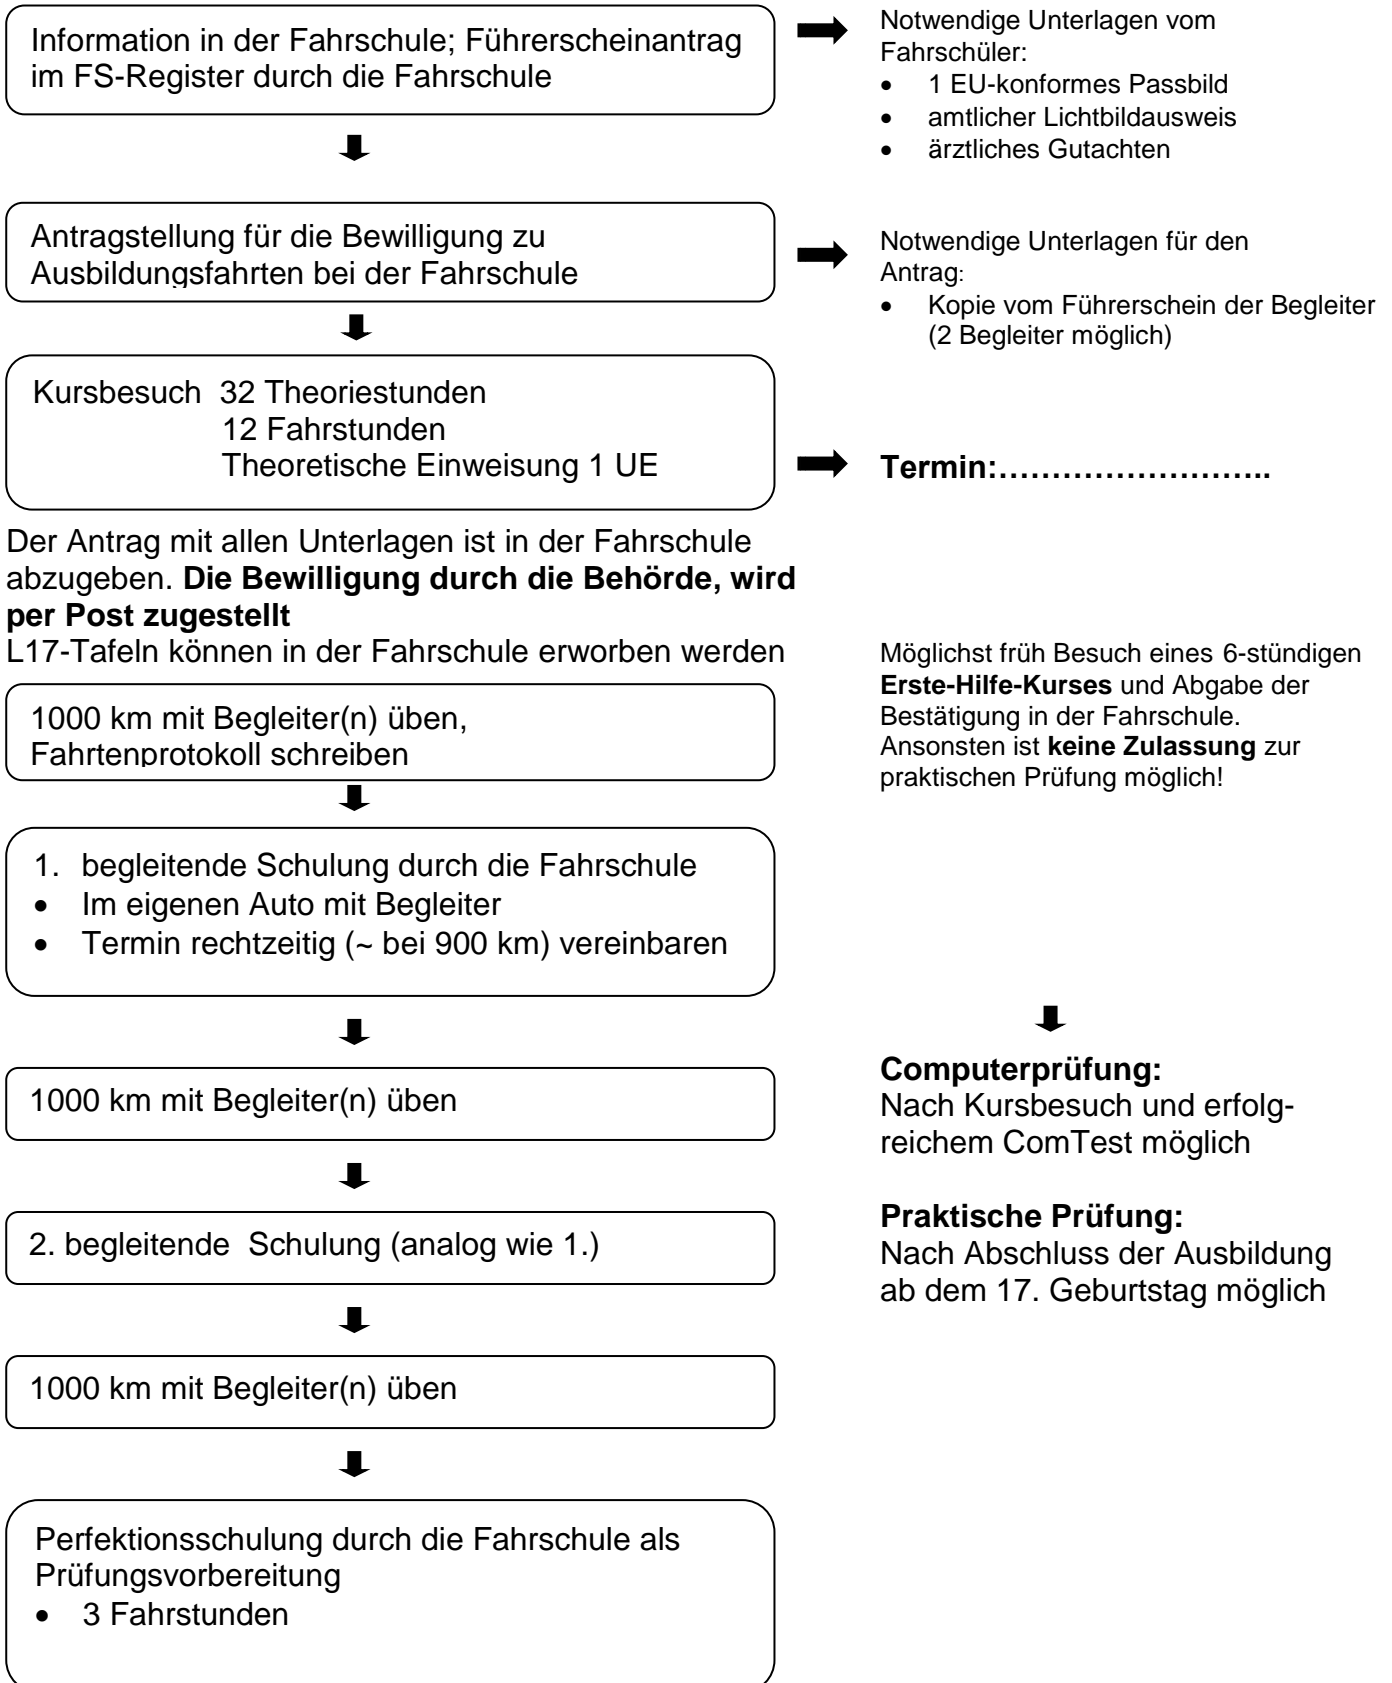 Information in der Fahrschule; Führerscheinantrag
im FS-Register durch die Fahrschule
Notwendige Unterlagen vom
Fahrschüler:
• 1 EU-konformes Passbild
• amtlicher Lichtbildausweis
• ärztliches Gutachten
Antragstellung für die Bewilligung zu
Ausbildungsfahrten bei der Fahrschule
Notwendige Unterlagen für den
Antrag:
• Kopie vom Führerschein der Begleiter
(2 Begleiter möglich)
Kursbesuch 32 Theoriestunden
12 Fahrstunden
Theoretische Einweisung 1 UE
Termin:……………………..
Der Antrag mit allen Unterlagen ist in der Fahrschule
abzugeben. Die Bewilligung durch die Behörde, wird
per Post zugestellt
L17-Tafeln können in der Fahrschule erworben werden
Möglichst früh Besuch eines 6-stündigen
Erste-Hilfe-Kurses und Abgabe der
Bestätigung in der Fahrschule.
Ansonsten ist keine Zulassung zur
praktischen Prüfung möglich!
1000 km mit Begleiter(n) üben,
Fahrtenprotokoll schreiben
1. begleitende Schulung durch die Fahrschule
• Im eigenen Auto mit Begleiter
• Termin rechtzeitig (~ bei 900 km) vereinbaren
1000 km mit Begleiter(n) üben
Computerprüfung:
Nach Kursbesuch und erfolg-
reichem ComTest möglich
2. begleitende Schulung (analog wie 1.)
Praktische Prüfung:
Nach Abschluss der Ausbildung
ab dem 17. Geburtstag möglich
1000 km mit Begleiter(n) üben
Perfektionsschulung durch die Fahrschule als
Prüfungsvorbereitung
• 3 Fahrstunden